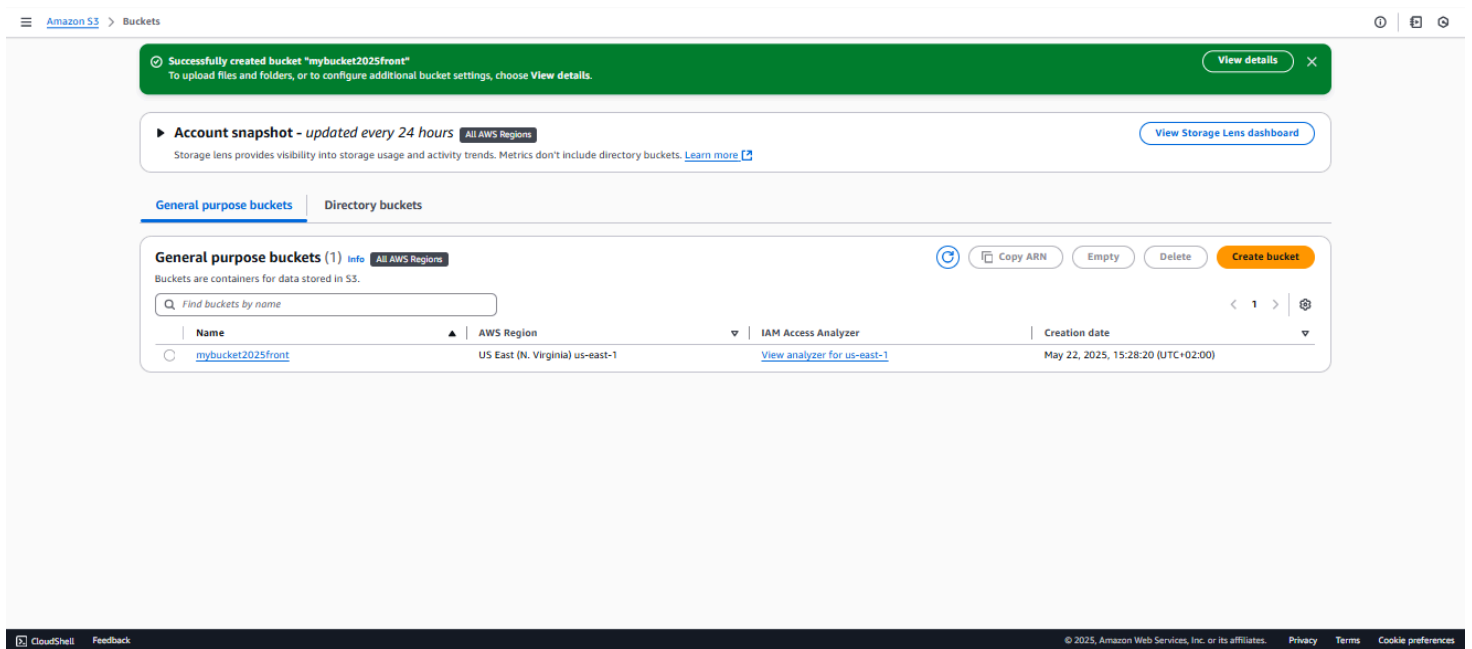 Amazon S3 > Buckets
Successfully created bucket "mybucket2025front"
To upload files and folders, or to configure additional bucket settings, choose View details.
View details
Account snapshot - updated every 24 hours All AWS Regions
View Storage Lens dashboard
Storage lens provides visibility into storage usage and activity trends. Metrics don't include directory buckets. Learn more
General purpose buckets Directory buckets
General purpose buckets (1) Info All AWS Regions
Copy ARN Empty Delete Create bucket
Buckets are containers for data stored in S3.
Find buckets by name
< 1 >
Name AWS Region IAM Access Analyzer Creation date
mybucket2025front US East (N. Virginia) us-east-1 View analyzer for us-east-1 May 22, 2025, 15:28:20 (UTC+02:00)
CloudShell Feedback © 2025, Amazon Web Services, Inc. or its affiliates. Privacy Terms Cookie preferences